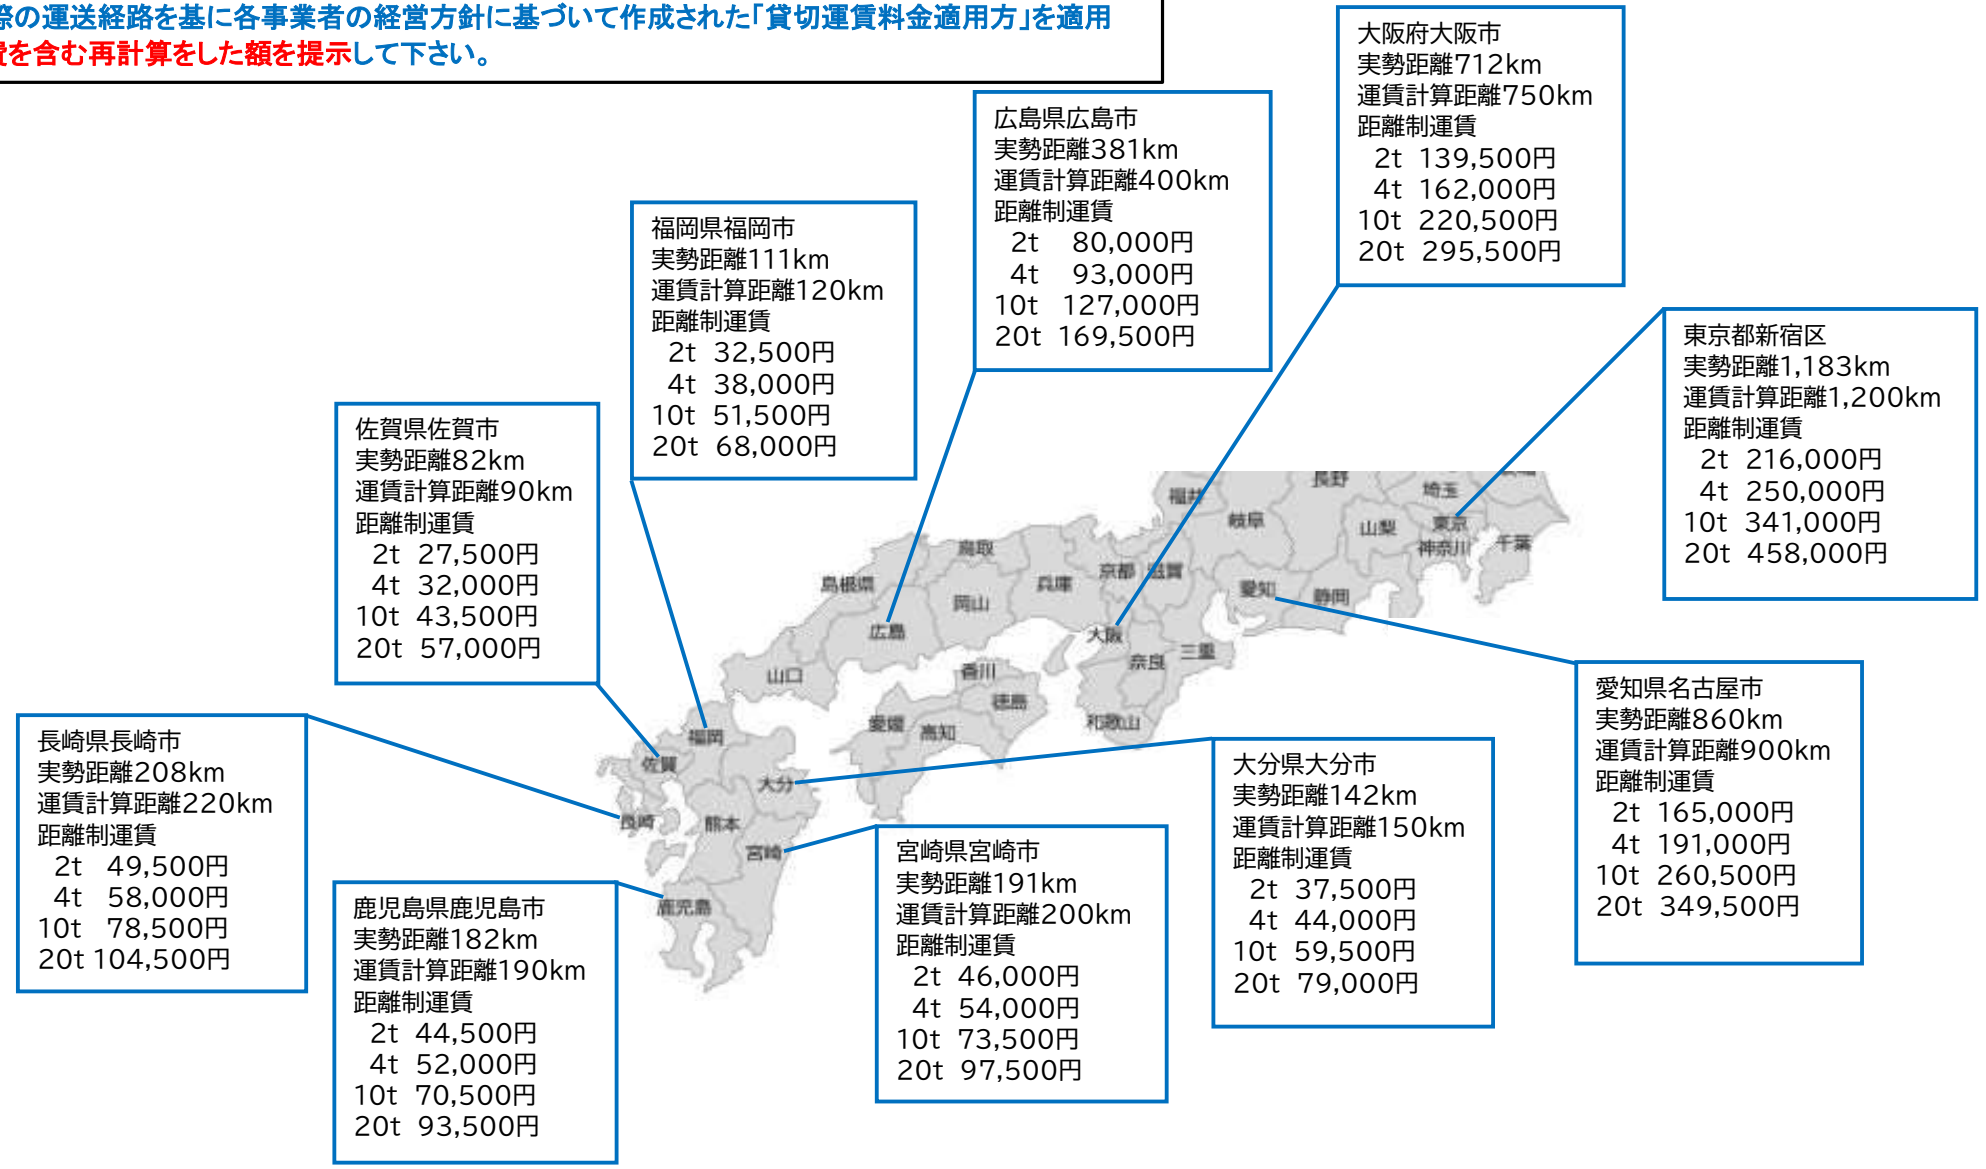 際の運送経路を基に各事業者の経営方針に基づいて作成された「貸切運賃料金適用方」を適用
費を含む再計算をした額を提示して下さい。
大阪府大阪市
実勢距離712km
運賃計算距離750km
距離制運賃
2t 139,500円
4t 162,000円
10t 220,500円
20t 295,500円
広島県広島市
実勢距離381km
運賃計算距離400km
距離制運賃
2t 80,000円
4t 93,000円
10t 127,000円
20t 169,500円
福岡県福岡市
実勢距離111km
運賃計算距離120km
距離制運賃
2t 32,500円
4t 38,000円
10t 51,500円
20t 68,000円
東京都新宿区
実勢距離1,183km
運賃計算距離1,200km
距離制運賃
2t 216,000円
4t 250,000円
10t 341,000円
20t 458,000円
佐賀県佐賀市
実勢距離82km
運賃計算距離90km
距離制運賃
2t 27,500円
4t 32,000円
10t 43,500円
20t 57,000円
長崎県長崎市
実勢距離208km
運賃計算距離220km
距離制運賃
2t 49,500円
4t 58,000円
10t 78,500円
20t 104,500円
鹿児島県鹿児島市
実勢距離182km
運賃計算距離190km
距離制運賃
2t 44,500円
4t 52,000円
10t 70,500円
20t 93,500円
宮崎県宮崎市
実勢距離191km
運賃計算距離200km
距離制運賃
2t 46,000円
4t 54,000円
10t 73,500円
20t 97,500円
大分県大分市
実勢距離142km
運賃計算距離150km
距離制運賃
2t 37,500円
4t 44,000円
10t 59,500円
20t 79,000円
愛知県名古屋市
実勢距離860km
運賃計算距離900km
距離制運賃
2t 165,000円
4t 191,000円
10t 260,500円
20t 349,500円
福井
長野
埼玉
岐阜
山梨
東京
神奈川
千葉
鳥取
島根県
兵庫
京都
滋賀
愛知
静岡
岡山
広島
大阪
奈良
三重
山口
香川
徳島
愛媛
高知
和歌山
福岡
佐賀
大分
長崎
熊本
宮崎
鹿児島